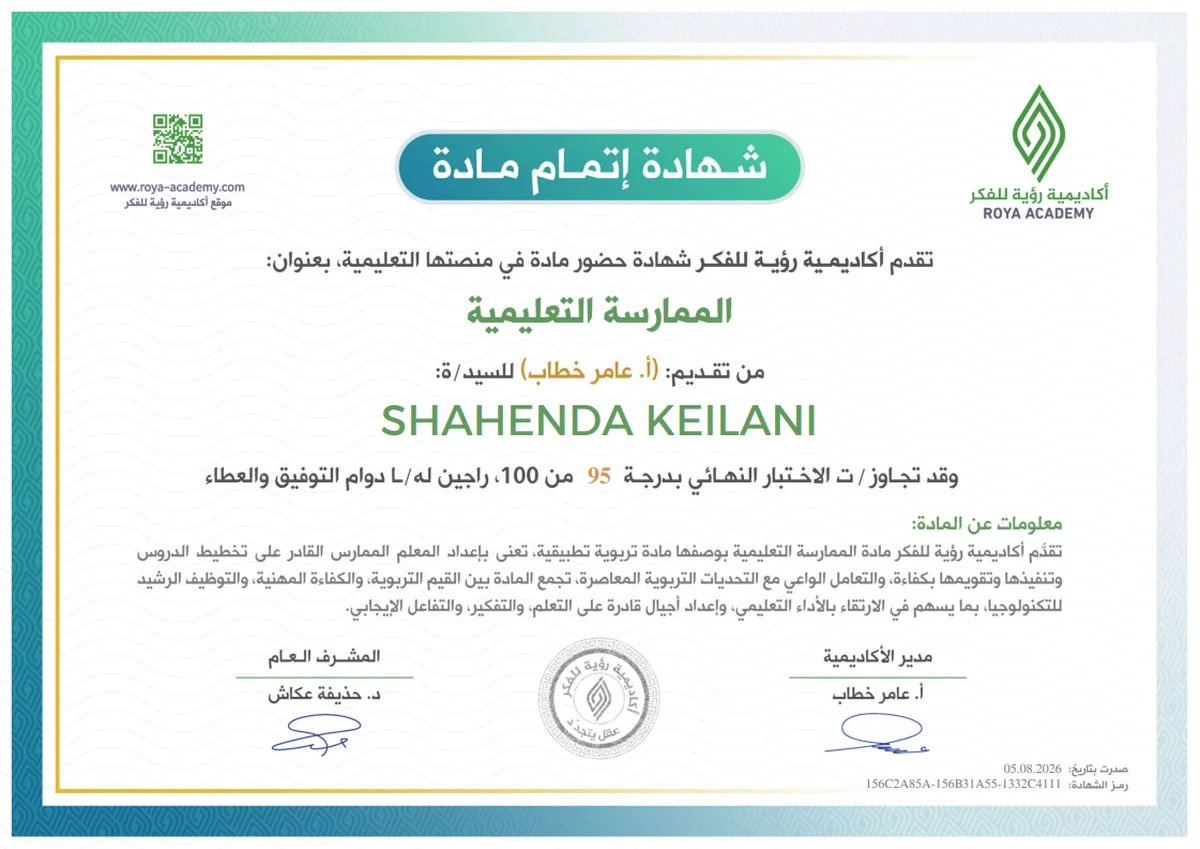 أكاديمية رؤية للفكر
ROYA ACADEMY
www.roya-academy.com
موقع أكاديمية رؤية للفكر
شهادة إتمام مادة
تقدم أكاديمية رؤية للفكر شهادة حضور مادة في منصتها التعليمية، بعنوان:
الممارسة التعليمية
من تقديم: (أ. عامر خطاب) للسيد/ة:
SHAHENDA KEILANI
وقد تجاوز/ ت الاختبار النهائي بدرجة 95 من 100، راجين له/ـا دوام التوفيق والعطاء
معلومات عن المادة:
تقدُّم أكاديمية رؤية للفكر مادة الممارسة التعليمية بوصفها مادة تربوية تطبيقية، تعنى بإعداد المعلم الممارس القادر على تخطيط الدروس
وتنفيذها وتقويمها بكفاءة، والتعامل الواعي مع التحديات التربوية المعاصرة، تجمع المادة بين القيم التربوية، والكفاءة المهنية، والتوظيف الرشيد
للتكنولوجيا، بما يسهم في الارتقاء بالأداء التعليمي، وإعداد أجيال قادرة على التعلم، والتفكير، والتفاعل الإيجابي.
مدير الأكاديمية
أ. عامر خطاب
أكاديمية رؤية للفكر
عقل يتجدّد
المشرف العام
د. حذيفة عكاش
صدرت بتاريخ: 05.08.2026
رمز الشهادة: 156C2A85A-156B31A55-1332C4111